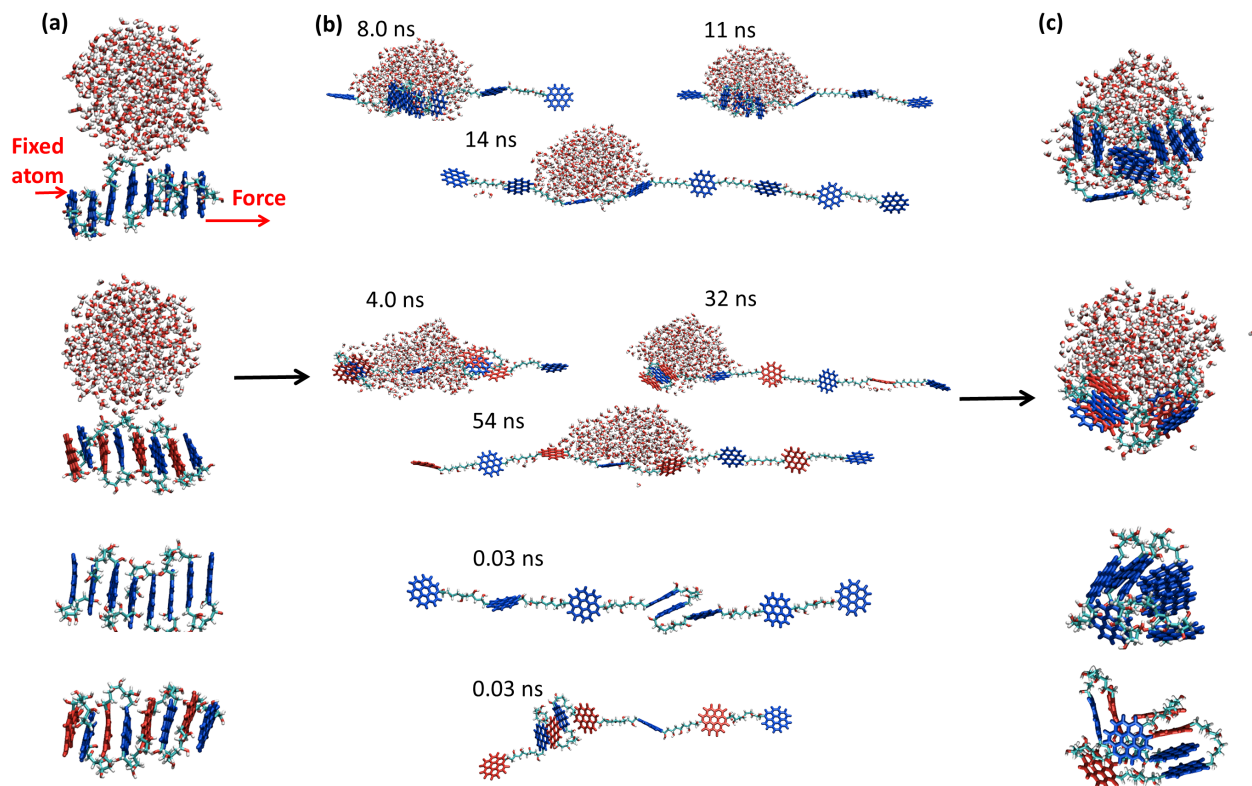 (a)
(b)
(c)
8.0 ns
11 ns
14 ns
Fixed
atom
Force
4.0 ns
32 ns
54 ns
0.03 ns
0.03 ns